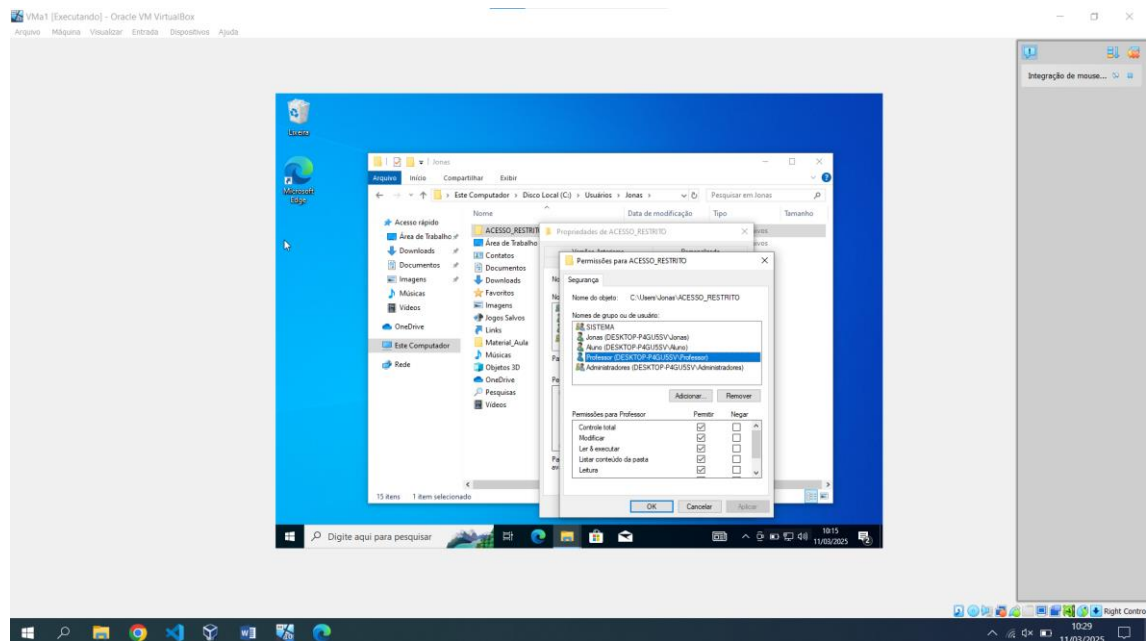 VMa1 [Executando] - Oracle VM VirtualBox
Arquivo Máquina Visualizar Entrada Dispositivos Ajuda
Integração de mouse...
Lixeira
Microsoft
Edge
Jonas
Arquivo Início Compartilhar Exibir
Este Computador › Disco Local (C:) › Usuários › Jonas ›
Pesquisar em Jonas
Nome Data de modificação Tipo Tamanho
Acesso rápido
Área de Trabalho
Downloads
Documentos
Imagens
Músicas
Vídeos
OneDrive
Este Computador
Rede
ACESSO_RESTRIT
Área de Trabalho
Contatos
Documentos
Downloads
Favoritos
Imagens
Jogos Salvos
Links
Material_Aula
Músicas
Objetos 3D
OneDrive
Pesquisas
Vídeos
15 itens 1 item selecionado
Propriedades de ACESSO_RESTRITO
Permissões para ACESSO_RESTRITO
Segurança
Nome do objeto: C:\Users\Jonas\ACESSO_RESTRITO
Nomes de grupo ou de usuário:
SISTEMA
Jonas (DESKTOP-P4GU5SV\Jonas)
Aluno (DESKTOP-P4GU5SV\Aluno)
Professor (DESKTOP-P4GU5SV\Professor)
Administradores (DESKTOP-P4GU5SV\Administradores)
Adicionar... Remover
Permissões para Professor Permitir Negar
Controle total
Modificar
Ler & executar
Listar conteúdo da pasta
Leitura
OK Cancelar Aplicar
Digite aqui para pesquisar
10:15
11/03/2025
2
Right Contro
10:29
11/03/2025